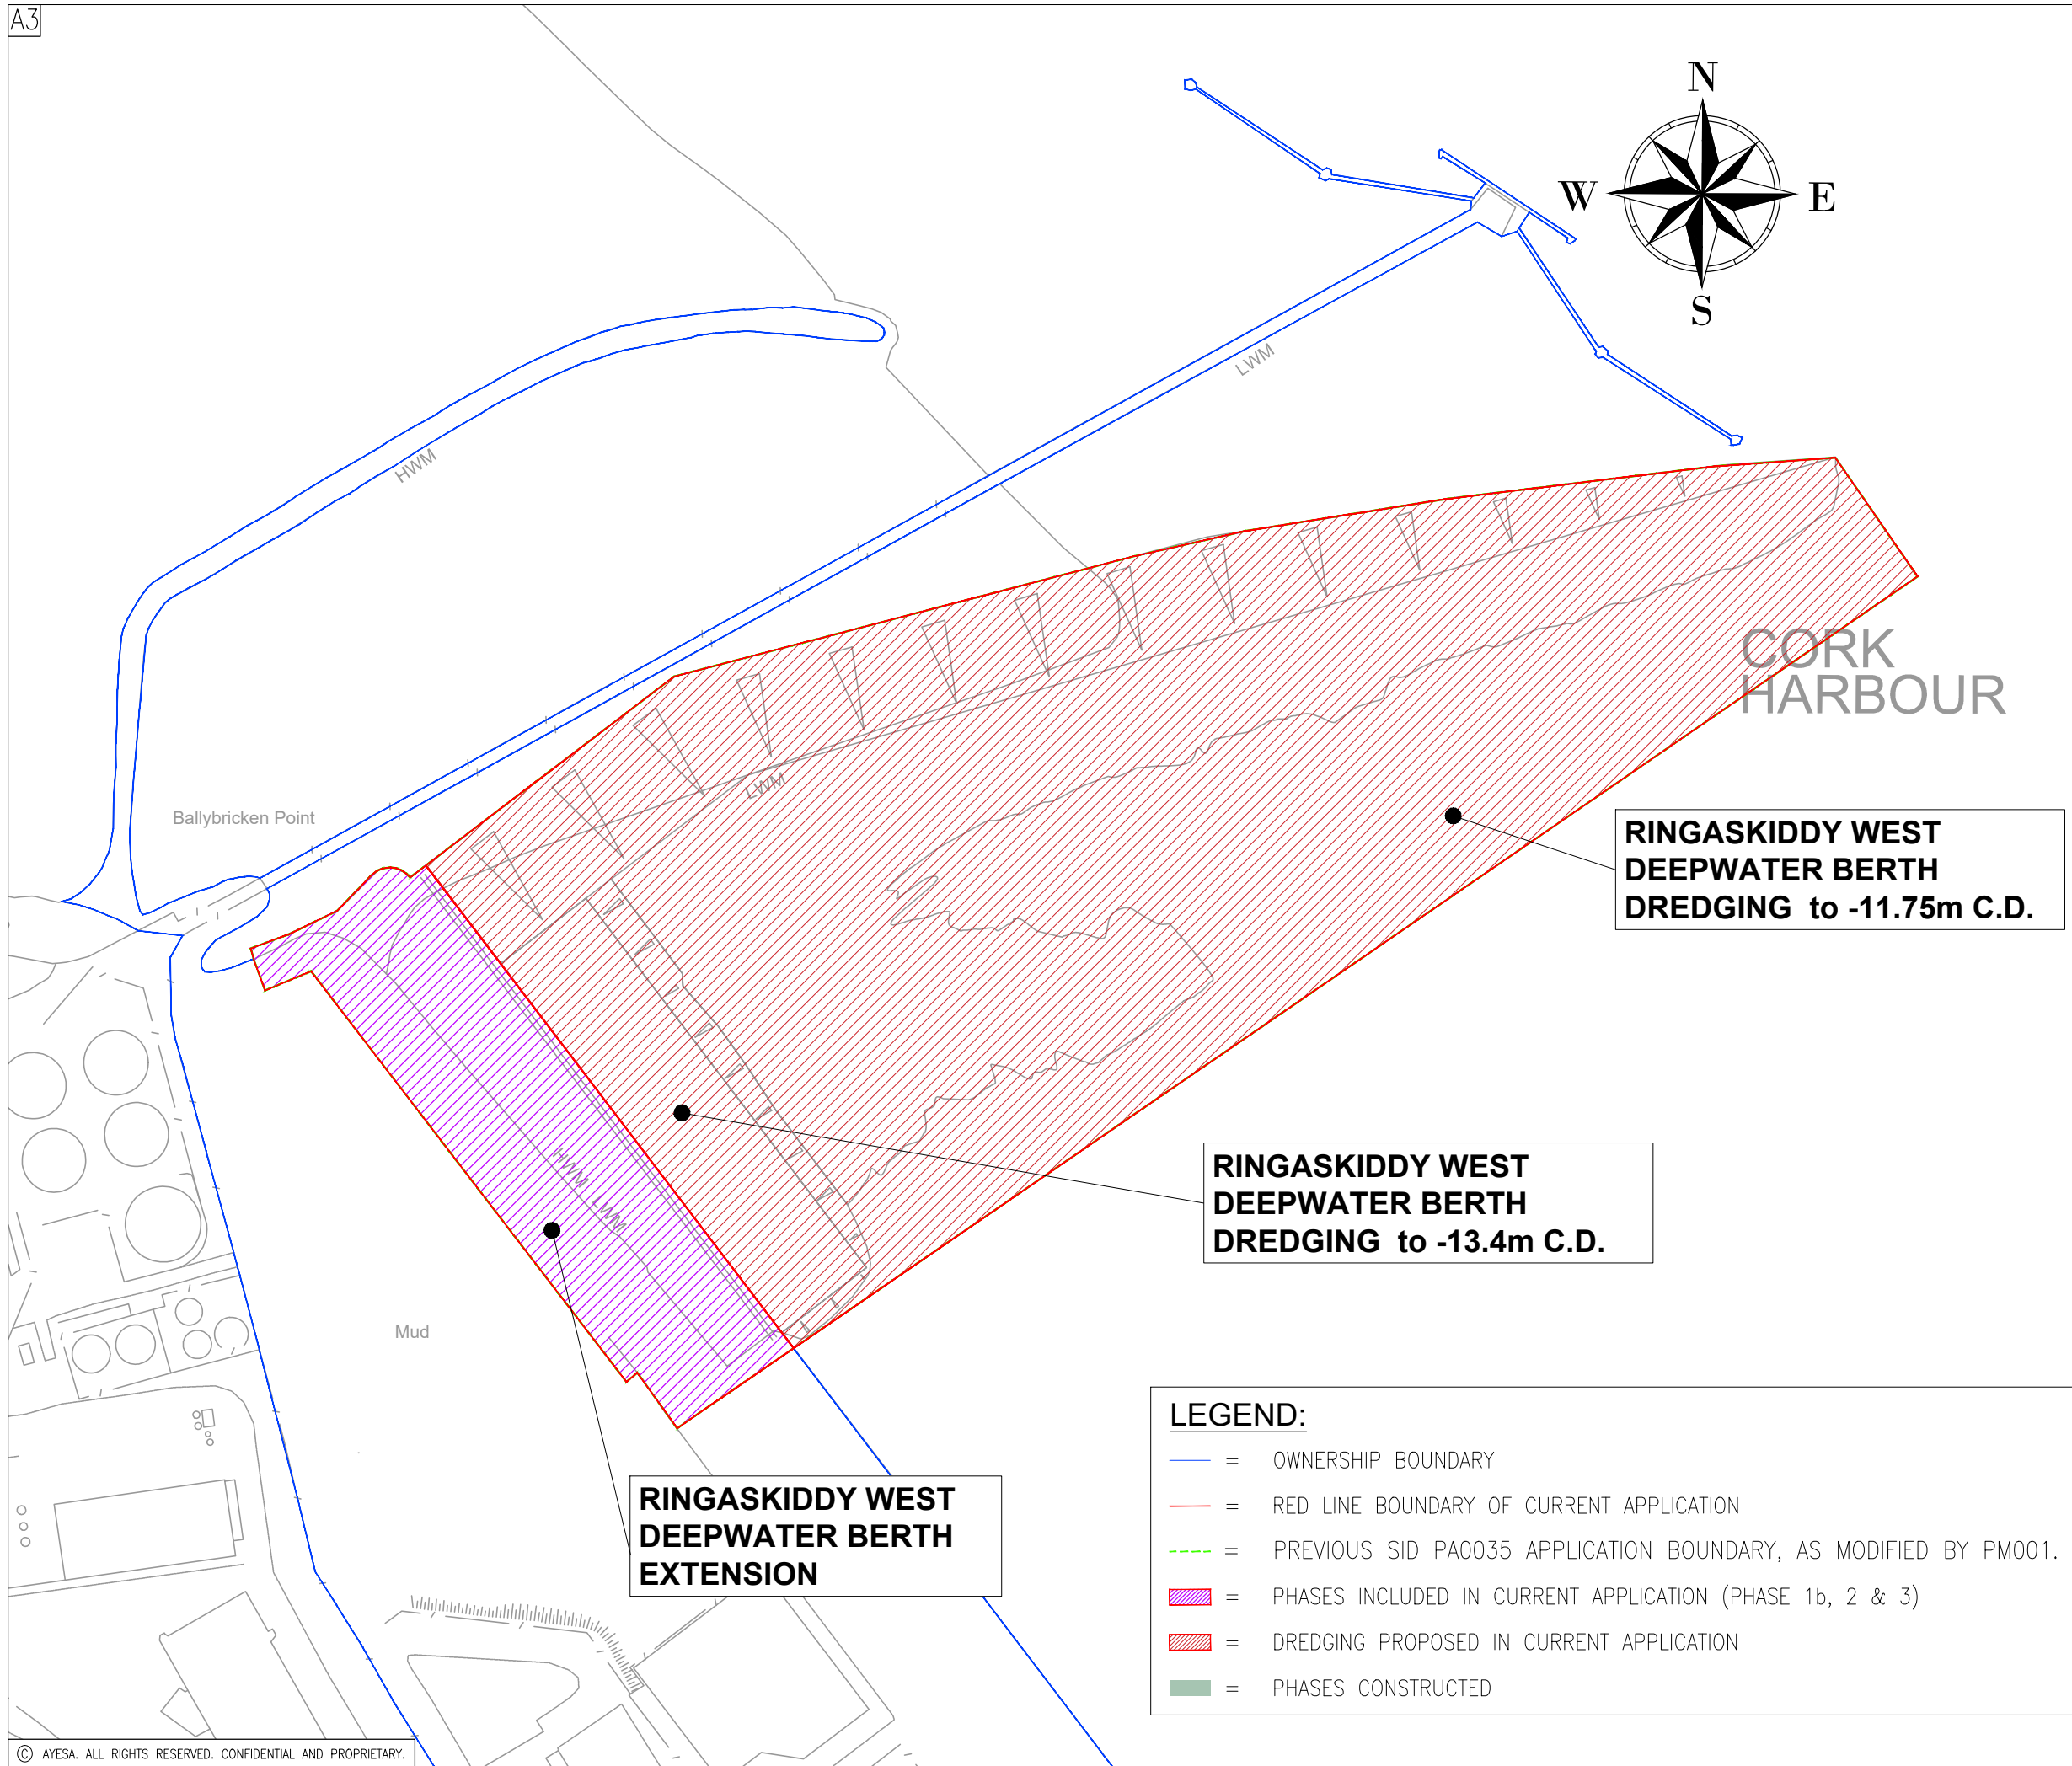 A3
N
W
E
S
LWM
HWM
CORK
HARBOUR
LWM
Ballybricken Point
RINGASKIDDY WEST
DEEPWATER BERTH
DREDGING to -11.75m C.D.
RINGASKIDDY WEST
DEEPWATER BERTH
DREDGING to -13.4m C.D.
HWM LWM
Mud
RINGASKIDDY WEST
DEEPWATER BERTH
EXTENSION
LEGEND:
= OWNERSHIP BOUNDARY
= RED LINE BOUNDARY OF CURRENT APPLICATION
= PREVIOUS SID PA0035 APPLICATION BOUNDARY, AS MODIFIED BY PM001.
= PHASES INCLUDED IN CURRENT APPLICATION (PHASE 1b, 2 & 3)
= DREDGING PROPOSED IN CURRENT APPLICATION
= PHASES CONSTRUCTED
© AYESA. ALL RIGHTS RESERVED. CONFIDENTIAL AND PROPRIETARY.